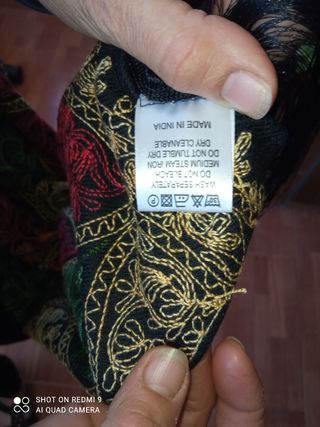 WASH SEPARATELY
DO NOT BLEACH
MEDIUM STEAM IRON
DO NOT TUMBLE DRY
DRY CLEANABLE
MADE IN INDIA
SHOT ON REDMI 9
AI QUAD CAMERA